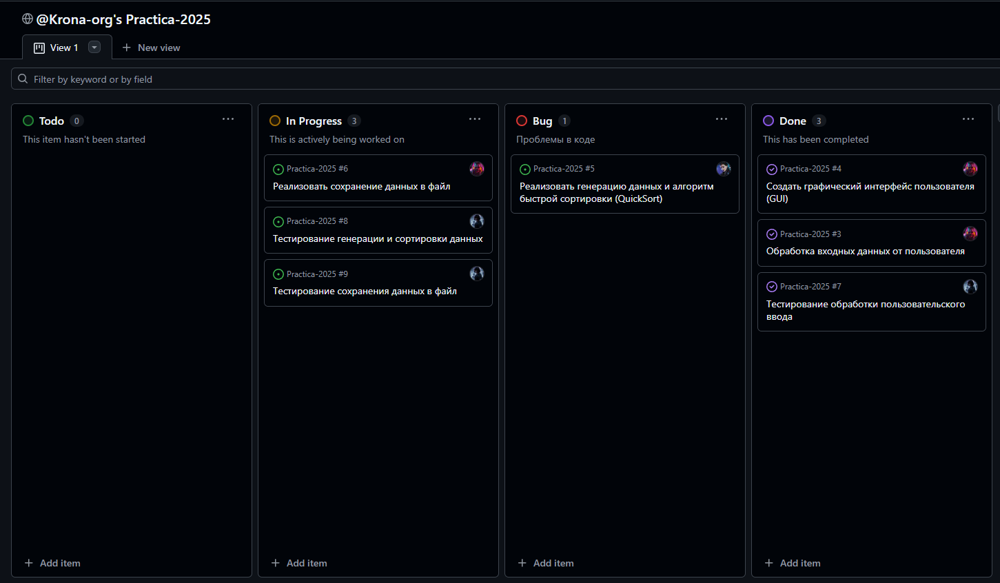 @Krona-org's Practica-2025
View 1
New view
Filter by keyword or by field
Todo 0
This item hasn't been started
Add item
In Progress 3
This is actively being worked on
Practica-2025 #6
Реализовать сохранение данных в файл
Practica-2025 #8
Тестирование генерации и сортировки данных
Practica-2025 #9
Тестирование сохранения данных в файл
Add item
Bug 1
Проблемы в коде
Practica-2025 #5
Реализовать генерацию данных и алгоритм
быстрой сортировки (QuickSort)
Add item
Done 3
This has been completed
Practica-2025 #4
Создать графический интерфейс пользователя
(GUI)
Practica-2025 #3
Обработка входных данных от пользователя
Practica-2025 #7
Тестирование обработки пользовательского
ввода
Add item